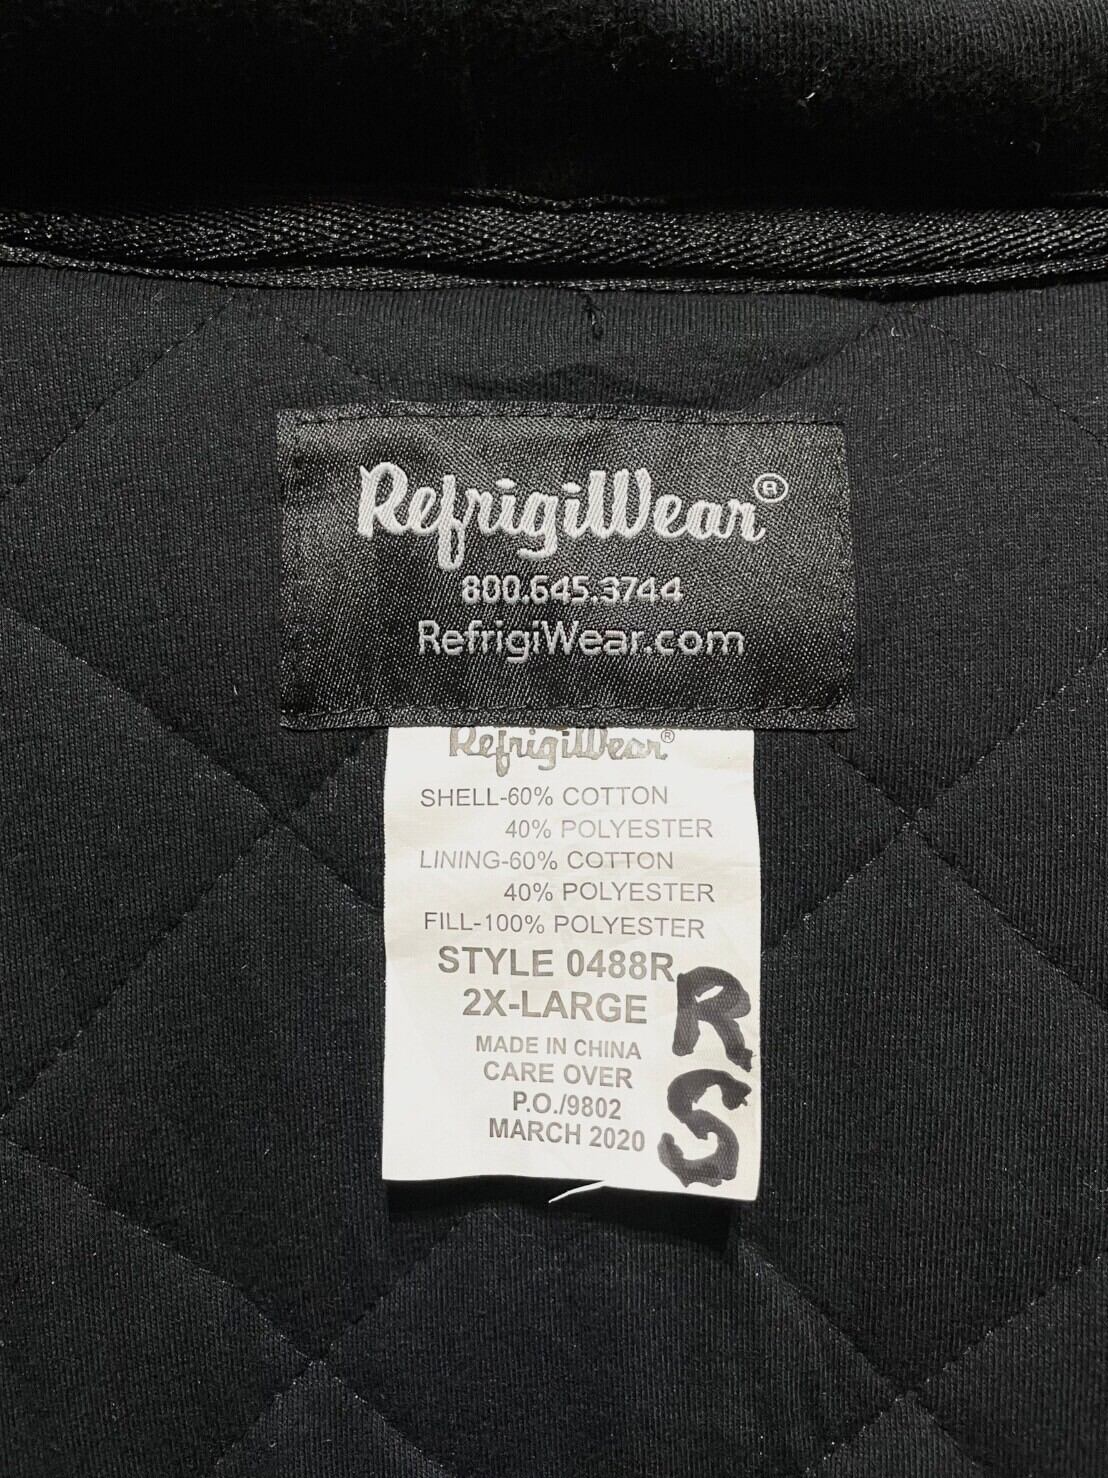 RefrigiWear®
800.645.3744
RefrigiWear.com
RefrigiWear®
SHELL-60% COTTON
40% POLYESTER
LINING-60% COTTON
40% POLYESTER
FILL-100% POLYESTER
STYLE 0488R
2X-LARGE
MADE IN CHINA
CARE OVER
P.O./9802
MARCH 2020
R
S